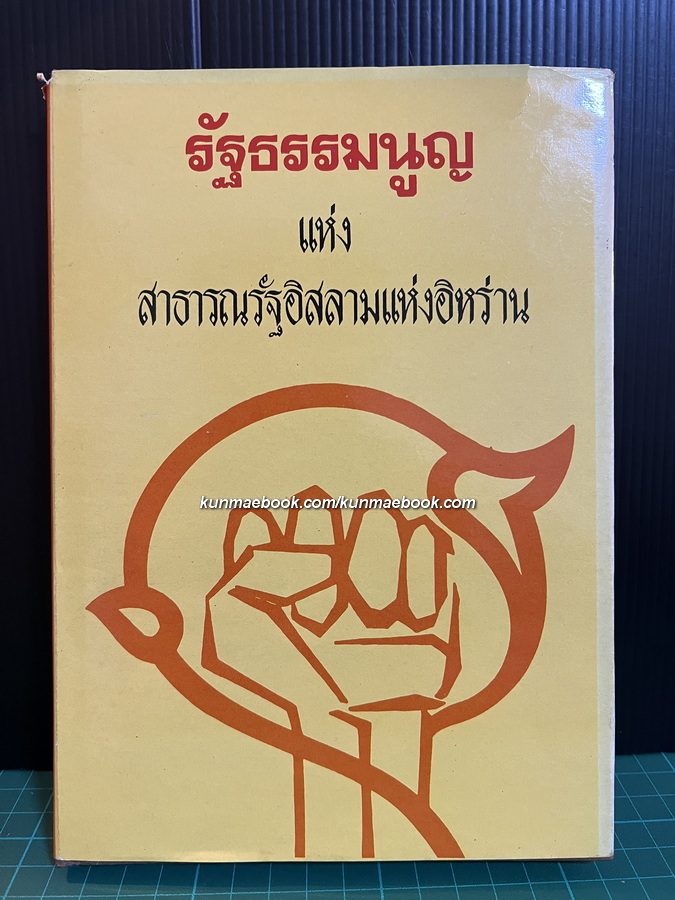 รัฐธรรมนูญ
แห่ง
สาธารณรัฐอิสลามแห่งอิหร่าน
kunmaebook.com/kunmaebook.com